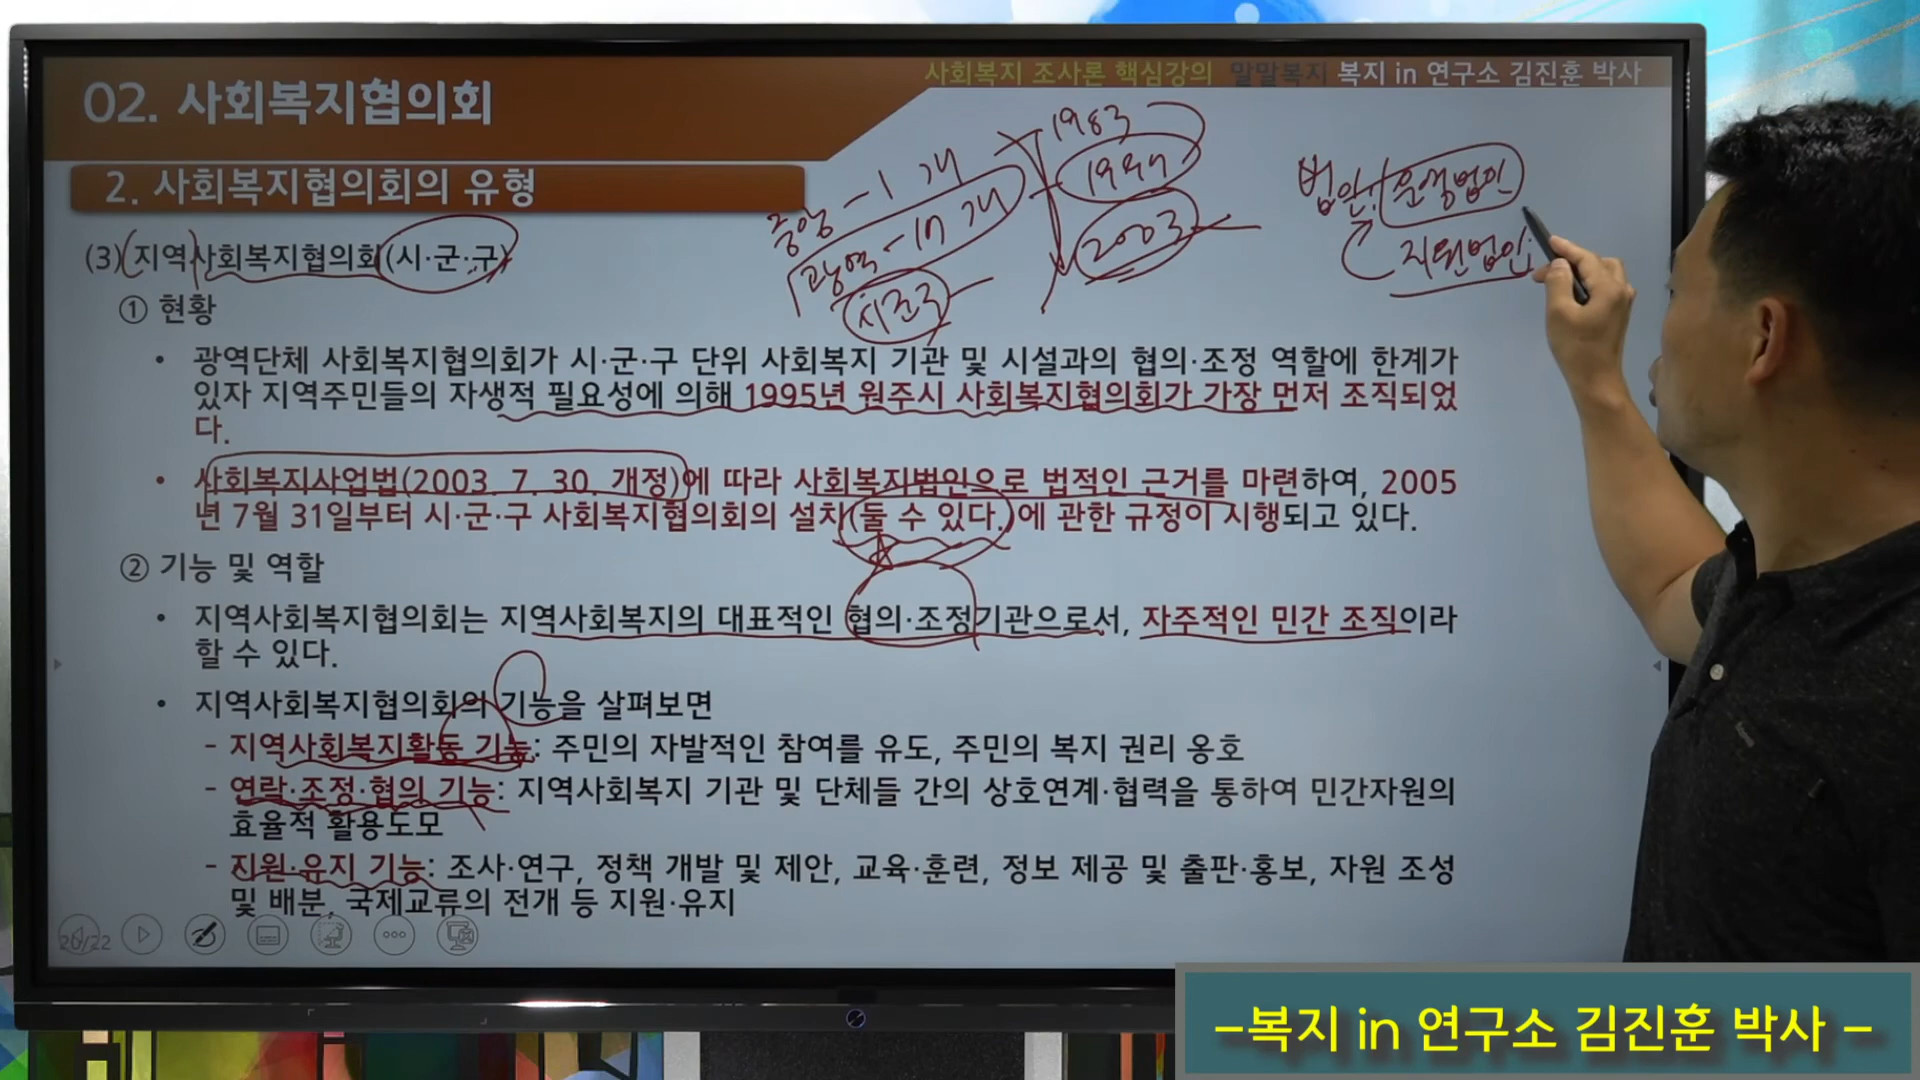 사회복지 조사론 핵심강의 말말복지 복지 in 연구소 김진훈 박사
02. 사회복지협의회
2. 사회복지협의회의 유형
1983
중앙 - 1개
1997
광역 - 17개
2003
시군구
법인
운영법인
지원법인
(3) 지역사회복지협의회(시·군·구)
① 현황
• 광역단체 사회복지협의회가 시·군·구 단위 사회복지 기관 및 시설과의 협의·조정 역할에 한계가
있자 지역주민들의 자생적 필요성에 의해 1995년 원주시 사회복지협의회가 가장 먼저 조직되었
다.
• 사회복지사업법(2003. 7. 30. 개정)에 따라 사회복지법인으로 법적인 근거를 마련하여, 2005
년 7월 31일부터 시·군·구 사회복지협의회의 설치(둘 수 있다.)에 관한 규정이 시행되고 있다.
② 기능 및 역할
• 지역사회복지협의회는 지역사회복지의 대표적인 협의·조정기관으로서, 자주적인 민간 조직이라
할 수 있다.
• 지역사회복지협의회의 기능을 살펴보면
- 지역사회복지활동 기능: 주민의 자발적인 참여를 유도, 주민의 복지 권리 옹호
- 연락·조정·협의 기능: 지역사회복지 기관 및 단체들 간의 상호연계·협력을 통하여 민간자원의
효율적 활용도모
- 지원·유지 기능: 조사·연구, 정책 개발 및 제안, 교육·훈련, 정보 제공 및 출판·홍보, 자원 조성
및 배분, 국제교류의 전개 등 지원·유지
20/22
-복지 in 연구소 김진훈 박사 -